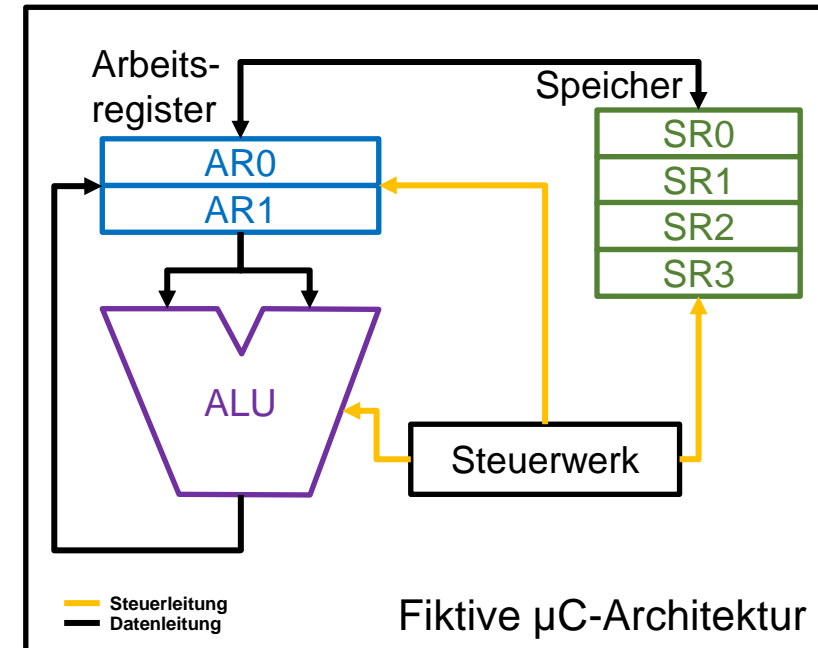 Arbeits-
register
Speicher
AR0
AR1
SR0
SR1
SR2
SR3
ALU
Steuerwerk
Steuerleitung
Datenleitung
Fiktive µC-Architektur